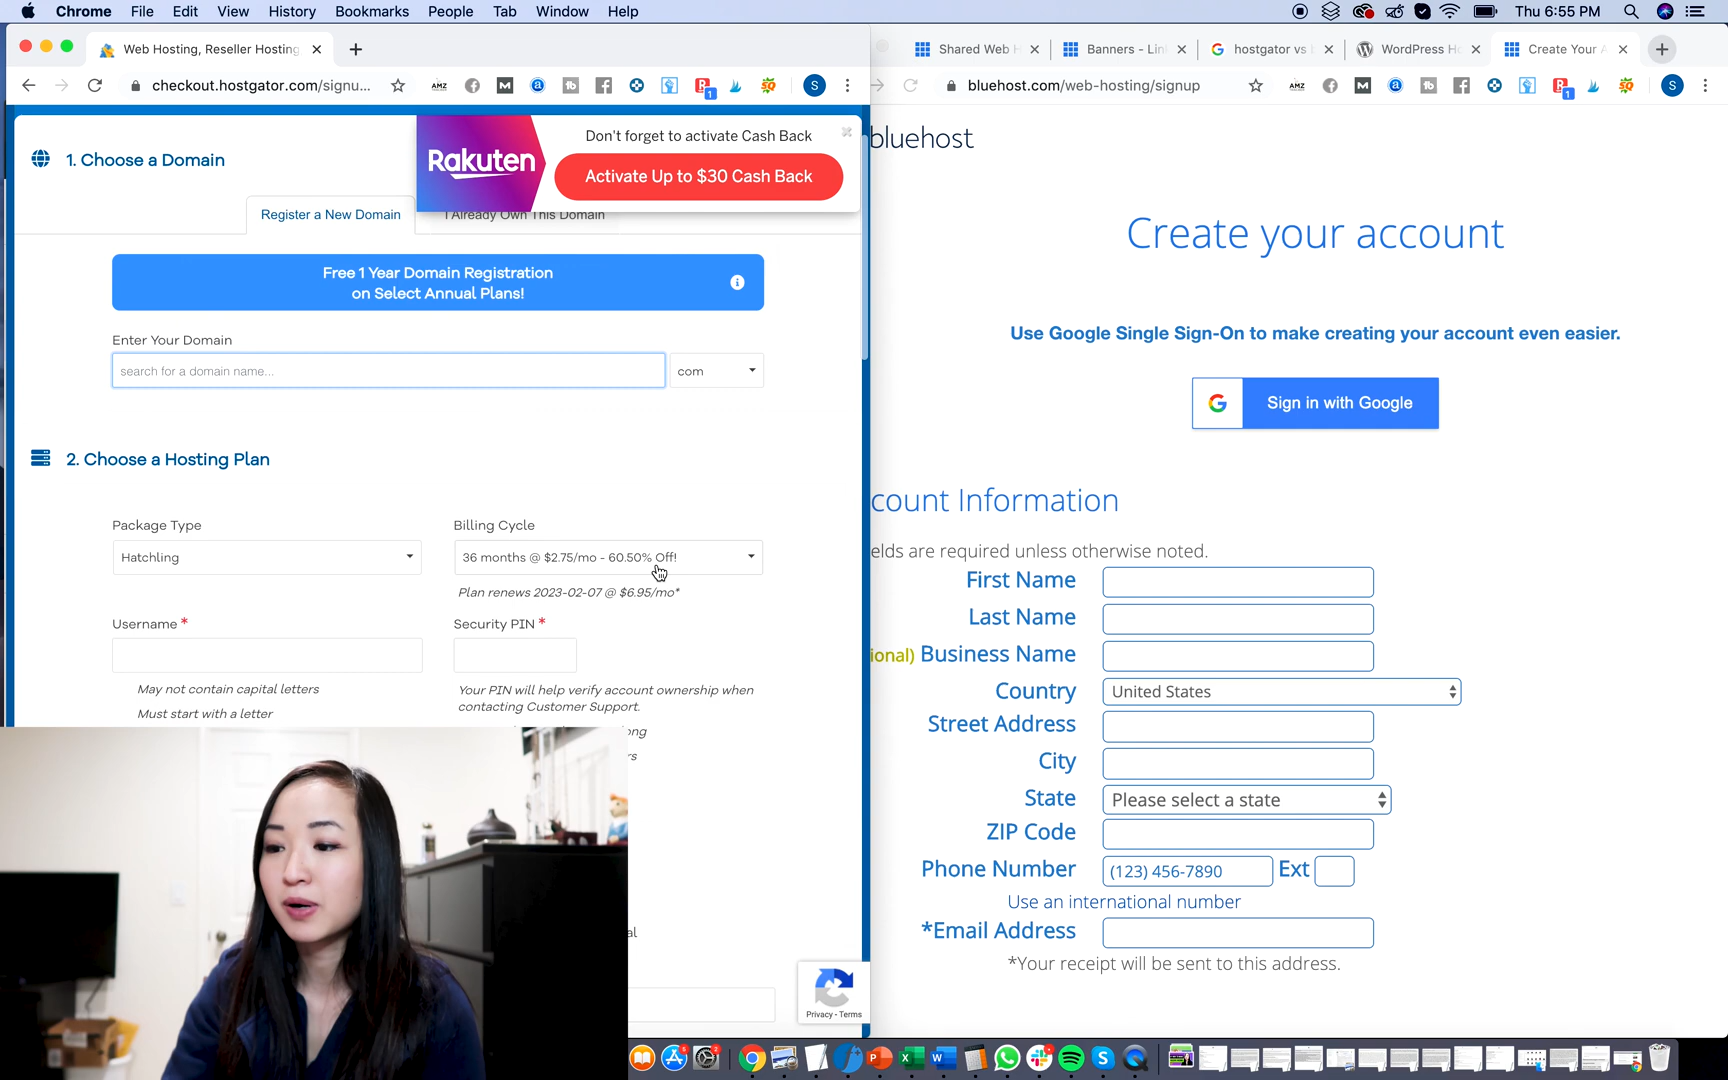 Chrome File Edit View History Bookmarks People Tab Window Help Thu 6:55 PM
Web Hosting, Reseller Hosting
Shared Web H
Banners - Lin
hostgator vs b
WordPress Ho
Create Your A
checkout.hostgator.com/signu...
bluehost.com/web-hosting/signup
1. Choose a Domain
Rakuten
Don't forget to activate Cash Back
Activate Up to $30 Cash Back
Register a New Domain
I Already Own This Domain
Free 1 Year Domain Registration
on Select Annual Plans!
Enter Your Domain
search for a domain name...
com
2. Choose a Hosting Plan
Package Type
Billing Cycle
Hatchling
36 months @ $2.75/mo - 60.50% Off!
Plan renews 2023-02-07 @ $6.95/mo*
Username *
Security PIN *
May not contain capital letters
Must start with a letter
Your PIN will help verify account ownership when
contacting Customer Support.
ong
rs
al
Privacy - Terms
bluehost
Create your account
Use Google Single Sign-On to make creating your account even easier.
Sign in with Google
count Information
elds are required unless otherwise noted.
First Name
Last Name
ional) Business Name
Country United States
Street Address
City
State Please select a state
ZIP Code
Phone Number (123) 456-7890 Ext
Use an international number
*Email Address
*Your receipt will be sent to this address.